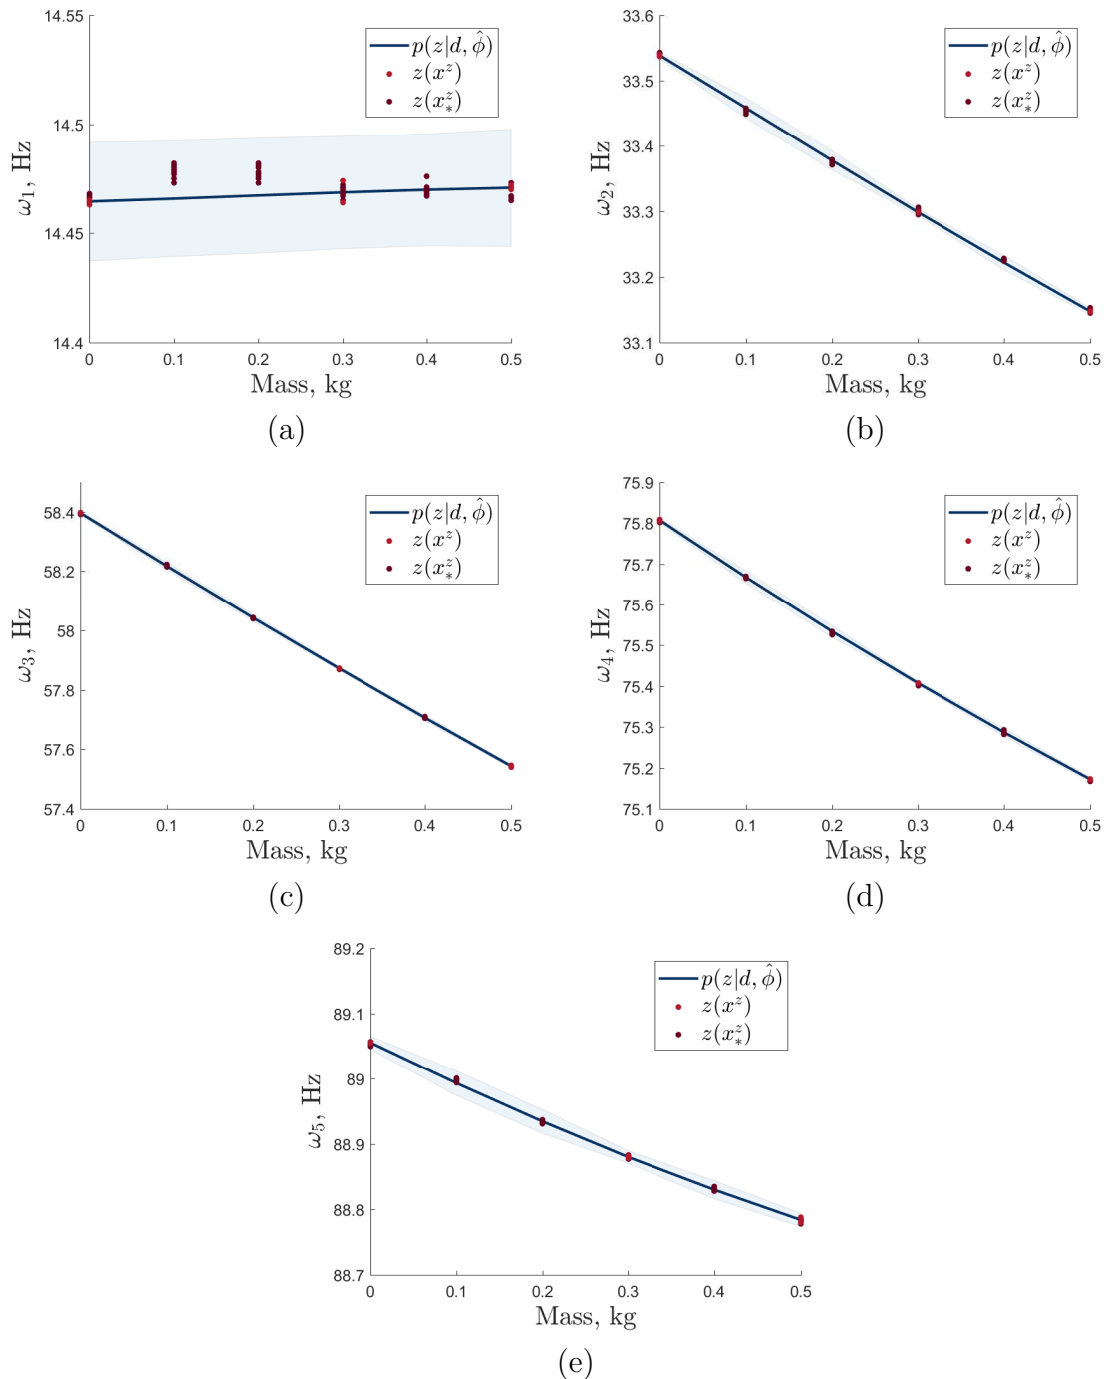 14.55
14.5
14.45
14.4
ω₁, Hz
p(z|d, φ̂)
z(xᶻ)
z(x*ᶻ)
0 0.1 0.2 0.3 0.4 0.5
Mass, kg
(a)
33.6
33.5
33.4
33.3
33.2
33.1
ω₂, Hz
p(z|d, φ̂)
z(xᶻ)
z(x*ᶻ)
0 0.1 0.2 0.3 0.4 0.5
Mass, kg
(b)
58.4
58.2
58
57.8
57.6
57.4
ω₃, Hz
p(z|d, φ̂)
z(xᶻ)
z(x*ᶻ)
0 0.1 0.2 0.3 0.4 0.5
Mass, kg
(c)
75.9
75.8
75.7
75.6
75.5
75.4
75.3
75.2
75.1
ω₄, Hz
p(z|d, φ̂)
z(xᶻ)
z(x*ᶻ)
0 0.1 0.2 0.3 0.4 0.5
Mass, kg
(d)
89.2
89.1
89
88.9
88.8
88.7
ω₅, Hz
p(z|d, φ̂)
z(xᶻ)
z(x*ᶻ)
0 0.1 0.2 0.3 0.4 0.5
Mass, kg
(e)